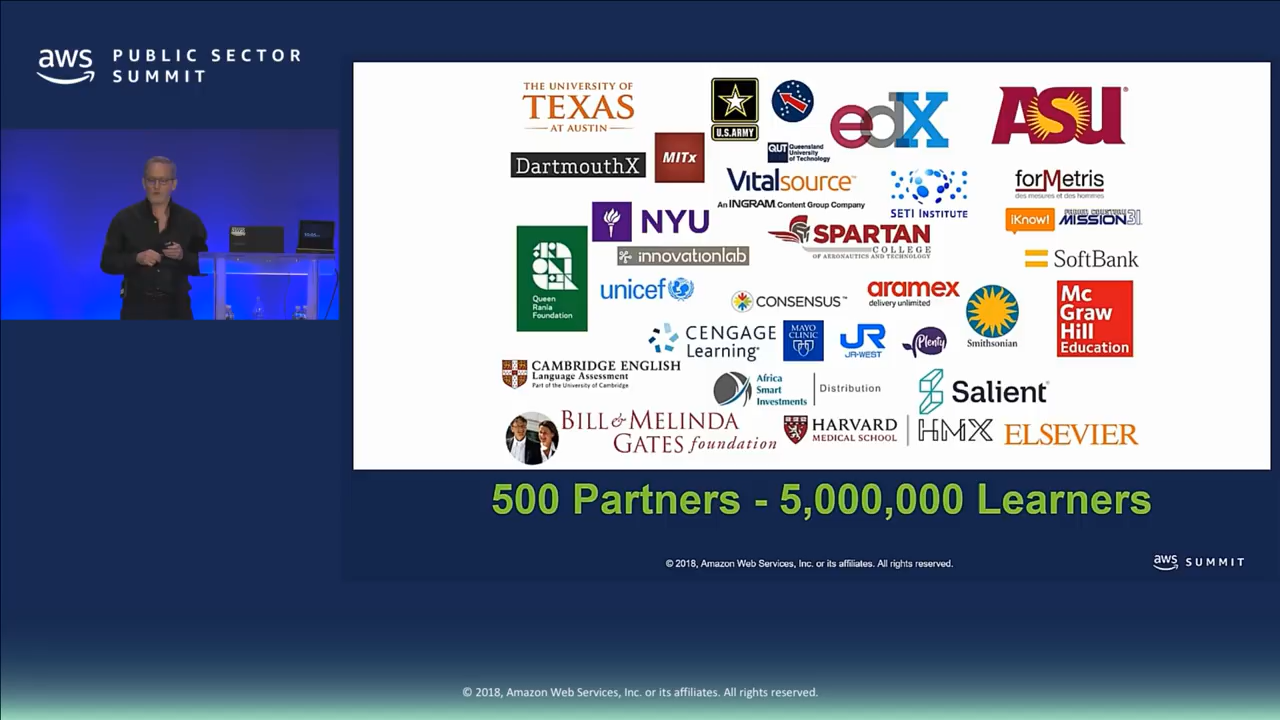 aws PUBLIC SECTOR
SUMMIT
THE UNIVERSITY OF
TEXAS
AT AUSTIN
U.S.ARMY
edX
ASU
DartmouthX
MITx
QUT Queensland
University
of Technology
Vitalsource™
An INGRAM Content Group Company
SETI INSTITUTE
forMetris
des mesures et des hommes
NYU
iKnow!
MISSION31
SPARTAN
COLLEGE
OF AERONAUTICS AND TECHNOLOGY
innovationlab
SoftBank
Queen
Rania
Foundation
unicef
CONSENSUS™
aramex
delivery unlimited
Smithsonian
Mc
Graw
Hill
Education
CENGAGE
Learning
MAYO
CLINIC
JR
JR-WEST
Plenty
CAMBRIDGE ENGLISH
Language Assessment
Part of the University of Cambridge
Africa
Smart
Investments
Distribution
Salient
BILL & MELINDA
GATES foundation
HARVARD
MEDICAL SCHOOL
HMX
ELSEVIER
500 Partners - 5,000,000 Learners
© 2018, Amazon Web Services, Inc. or its affiliates. All rights reserved.
aws SUMMIT
© 2018, Amazon Web Services, Inc. or its affiliates. All rights reserved.